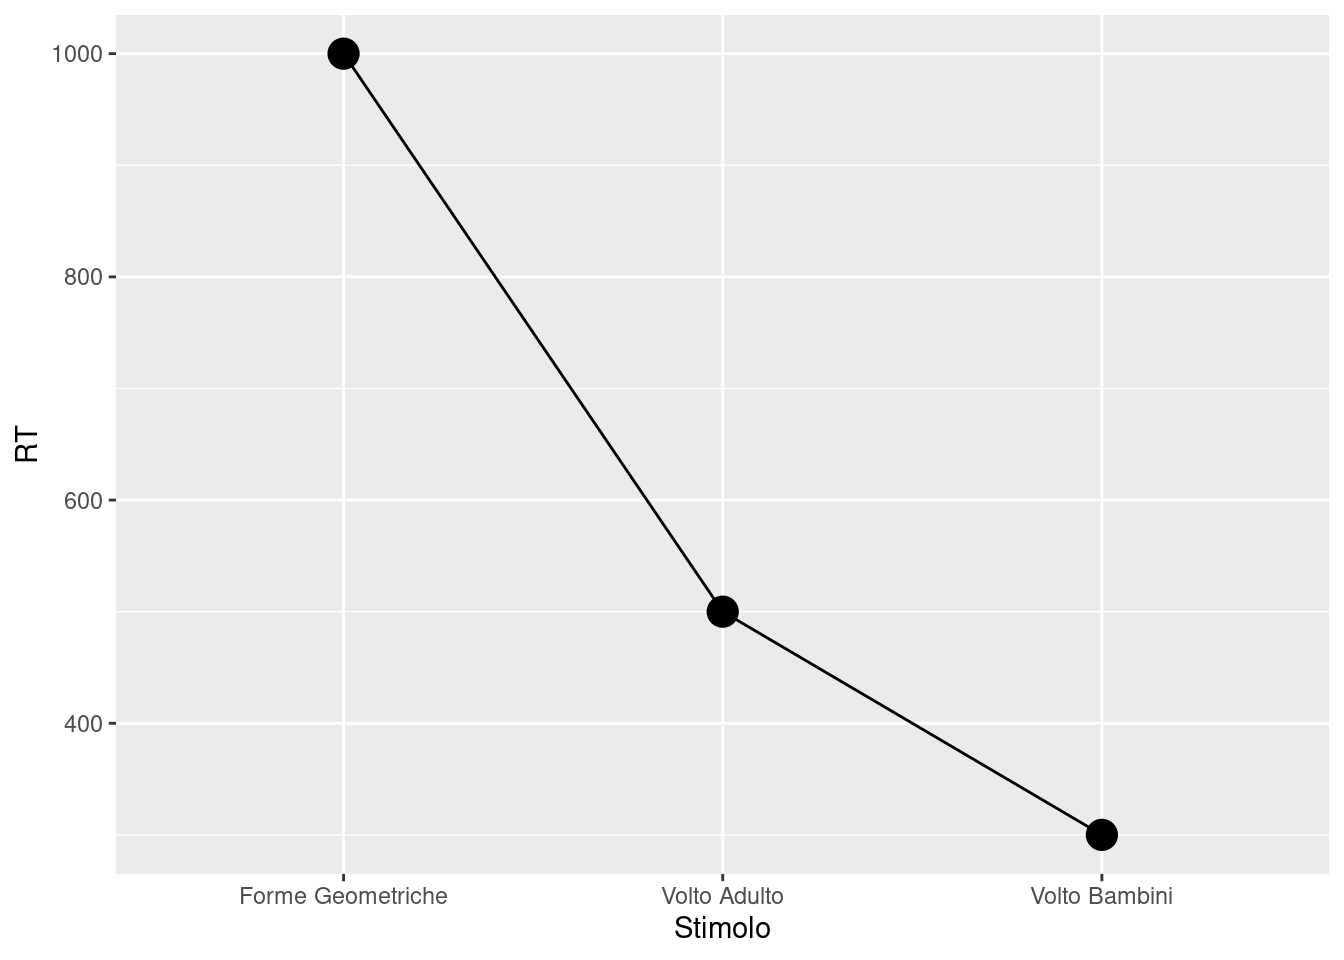 1000
800
600
400
RT
Forme Geometriche
Volto Adulto
Volto Bambini
Stimolo